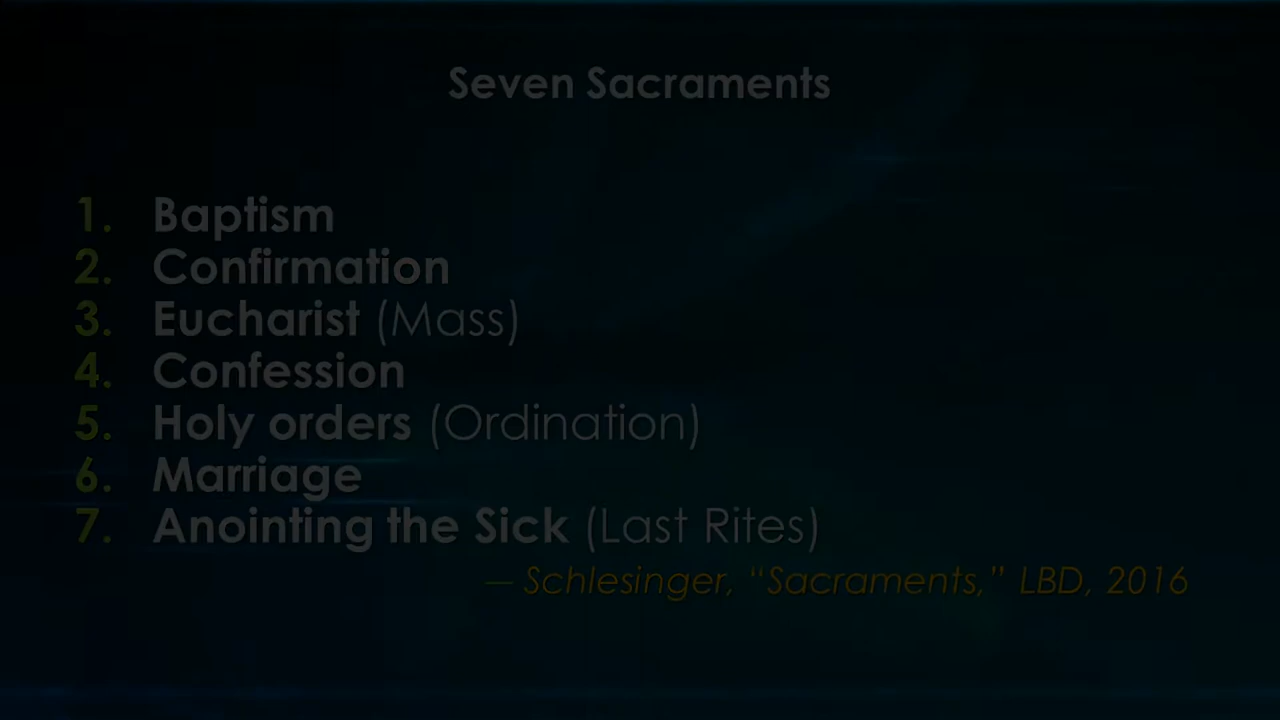 Seven Sacraments
1. Baptism
2. Confirmation
3. Eucharist (Mass)
4. Confession
5. Holy orders (Ordination)
6. Marriage
7. Anointing the Sick (Last Rites)
— Schlesinger, “Sacraments,” LBD, 2016